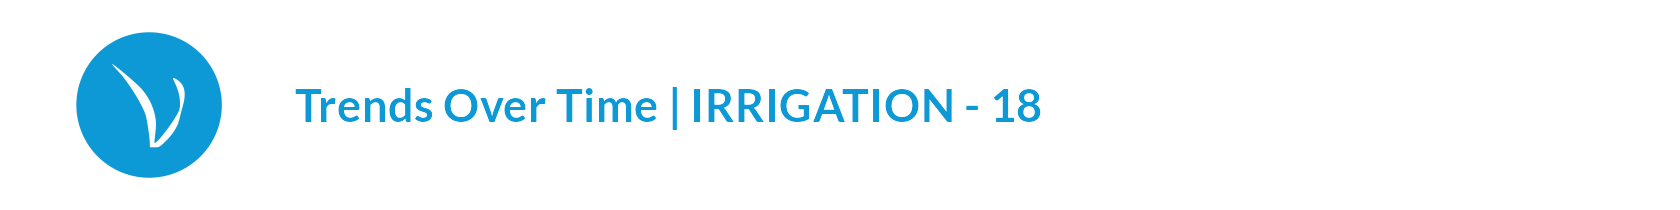 Trends Over Time | IRRIGATION - 18